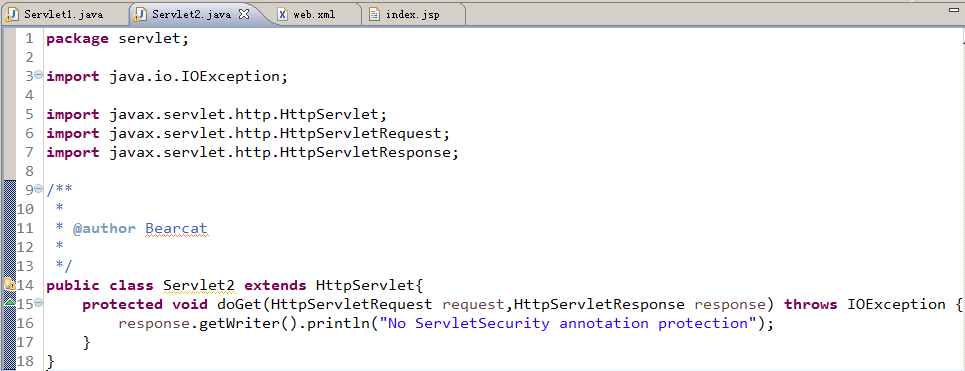 Servlet1.java Servlet2.java web.xml index.jsp
1 package servlet;
2
3 import java.io.IOException;
4
5 import javax.servlet.http.HttpServlet;
6 import javax.servlet.http.HttpServletRequest;
7 import javax.servlet.http.HttpServletResponse;
8
9 /**
10  *
11  * @author Bearcat
12  *
13  */
14 public class Servlet2 extends HttpServlet{
15     protected void doGet(HttpServletRequest request,HttpServletResponse response) throws IOException {
16         response.getWriter().println("No ServletSecurity annotation protection");
17     }
18 }